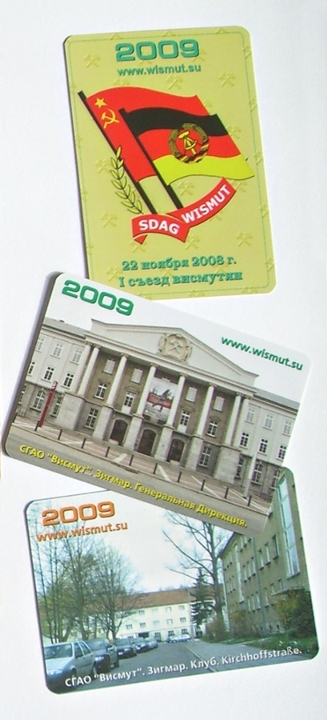 2009
www.wismut.su
SDAG WISMUT
22 ноября 2008 г.
I съезд висмутян
2009
www.wismut.su
СГАО "Висмут". Зигмар. Генеральная Дирекция.
2009
www.wismut.su
СГАО "Висмут". Зигмар. Клуб. Kirchhoffstraße.